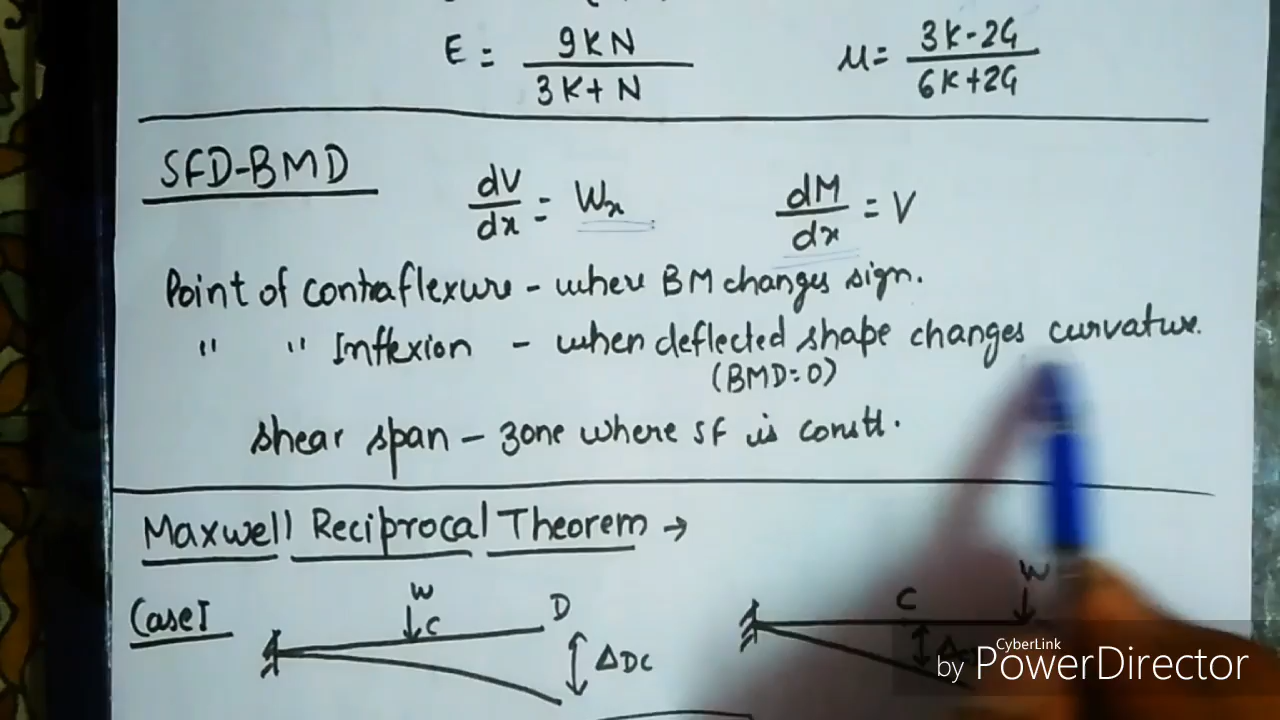 E = 9KN / 3K+N    μ = 3K-2G / 6K+2G
SFD-BMD
dV/dx = Wx    dM/dx = V
Point of contraflexure - where BM changes sign.
" " Inflexion - when deflected shape changes curvature.
(BMD=0)
Shear span - zone where SF is constt.
Maxwell Reciprocal Theorem →
Case I
W
C
D
ΔDC
W
C
Δ
CyberLink
by PowerDirector